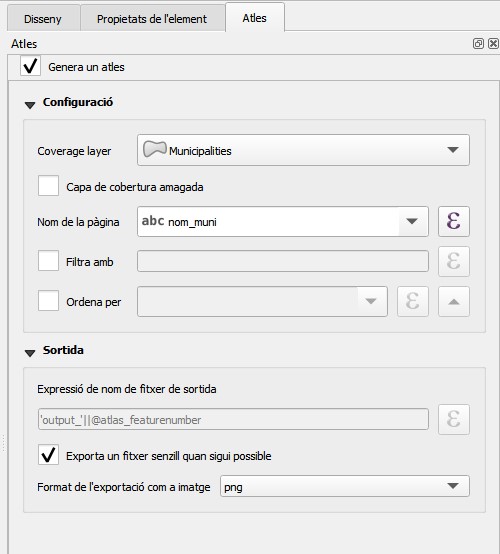 Disseny
Propietats de l'element
Atles
Atles
Genera un atles
Configuració
Coverage layer
Municipalities
Capa de cobertura amagada
Nom de la pàgina
abc nom_muni
ε
Filtra amb
ε
Ordena per
ε
Sortida
Expressió de nom de fitxer de sortida
'output_'||@atlas_featurenumber
ε
Exporta un fitxer senzill quan sigui possible
Format de l'exportació com a imatge
png